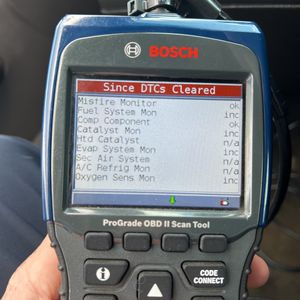 BOSCH
Since DTCs Cleared
Misfire Monitor ok
Fuel System Mon inc
Comp Component ok
Catalyst Mon inc
Htd Catalyst n/a
Evap System Mon inc
Sec Air System n/a
A/C Refrig Mon n/a
Oxygen Sens Mon inc
ProGrade OBD II Scan Tool
CODE
CONNECT